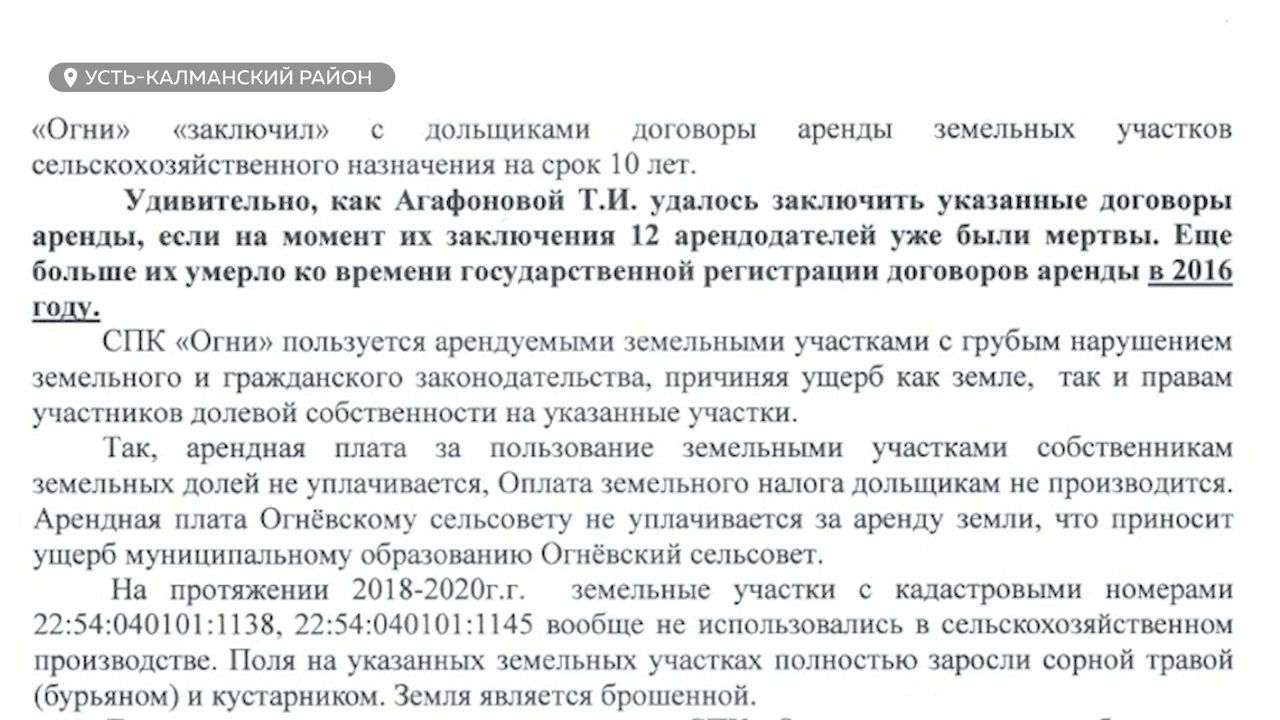 УСТЬ-КАЛМАНСКИЙ РАЙОН
«Огни» «заключил» с дольщиками договоры аренды земельных участков
сельскохозяйственного назначения на срок 10 лет.
Удивительно, как Агафоновой Т.И. удалось заключить указанные договоры
аренды, если на момент их заключения 12 арендодателей уже были мертвы. Еще
больше их умерло ко времени государственной регистрации договоров аренды в 2016
году.
СПК «Огни» пользуется арендуемыми земельными участками с грубым нарушением
земельного и гражданского законодательства, причиняя ущерб как земле, так и правам
участников долевой собственности на указанные участки.
Так, арендная плата за пользование земельными участками собственникам
земельных долей не уплачивается, Оплата земельного налога дольщикам не производится.
Арендная плата Огнёвскому сельсовету не уплачивается за аренду земли, что приносит
ущерб муниципальному образованию Огнёвский сельсовет.
На протяжении 2018-2020г.г. земельные участки с кадастровыми номерами
22:54:040101:1138, 22:54:040101:1145 вообще не использовались в сельскохозяйственном
производстве. Поля на указанных земельных участках полностью заросли сорной травой
(бурьяном) и кустарником. Земля является брошенной.